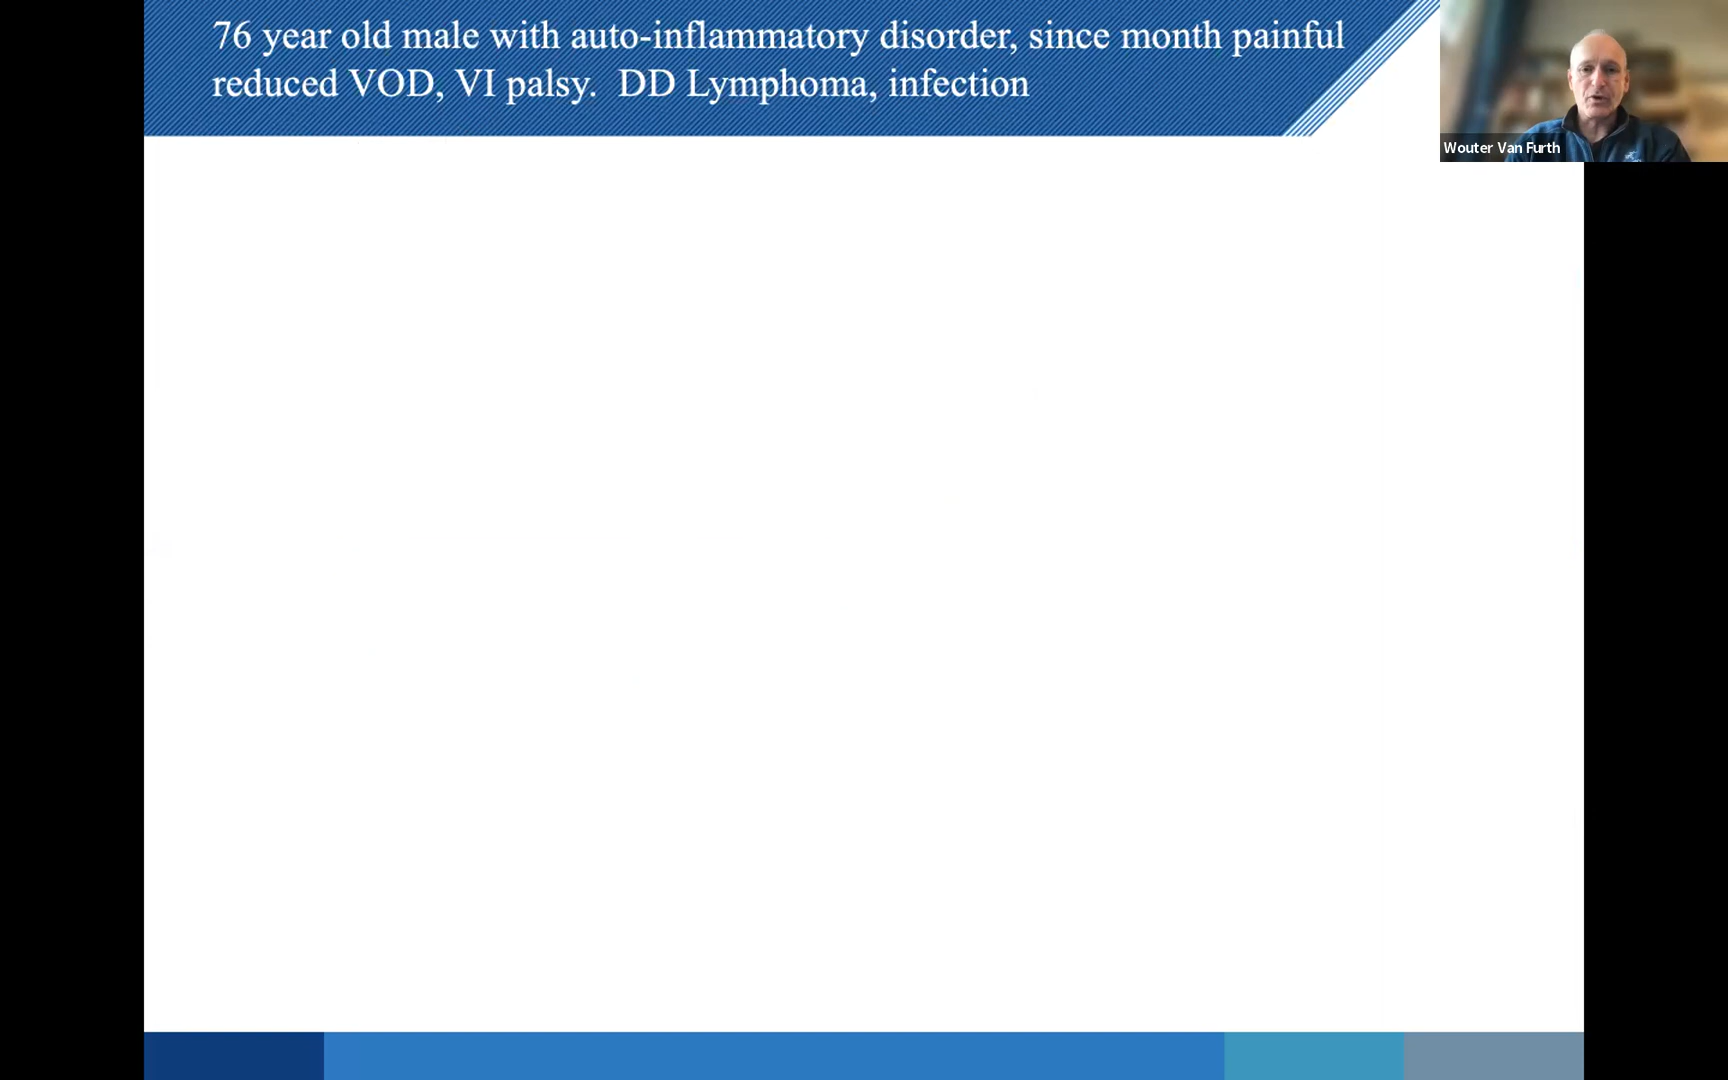 76 year old male with auto-inflammatory disorder, since month painful
reduced VOD, VI palsy.  DD Lymphoma, infection
Wouter Van Furth